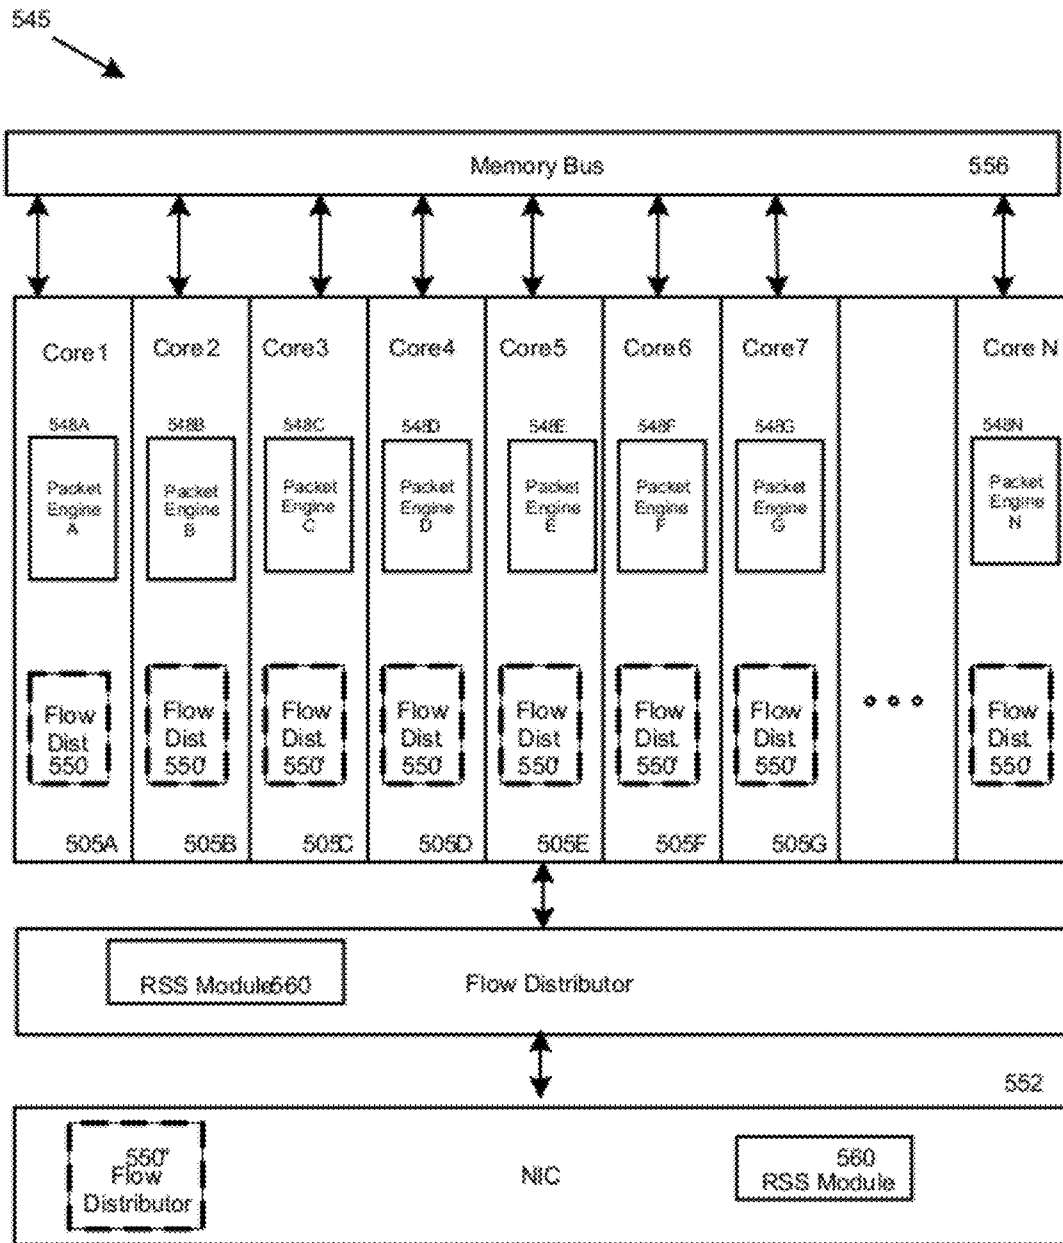 545
Memory Bus 556
Core 1 Core 2 Core 3 Core 4 Core 5 Core 6 Core 7 Core N
548A 548B 548C 548D 548E 548F 548G 548N
Packet Packet Packet Packet Packet Packet Packet Packet
Engine Engine Engine Engine Engine Engine Engine Engine
A B C D E F G N
Flow Flow Flow Flow Flow Flow Flow Flow
Dist Dist. Dist. Dist. Dist. Dist. Dist. Dist.
550 550' 550' 550' 550' 550' 550' 550'
505A 505B 505C 505D 505E 505F 505G
RSS Module 560 Flow Distributor
552
550" 560
Flow NIC RSS Module
Distributor